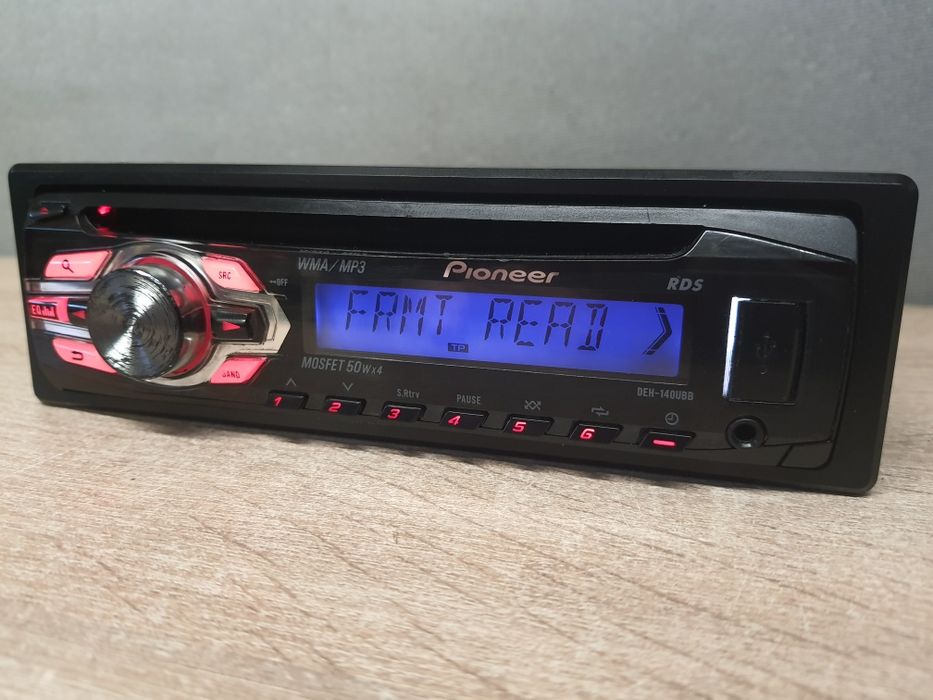 WMA/MP3
Pioneer
RDS
SRC
OFF
EQ
FRMT READ
TP
BAND
MOSFET 50Wx4
DEH-140UBB
S.Rtrv
PAUSE
1
2
3
4
5
6